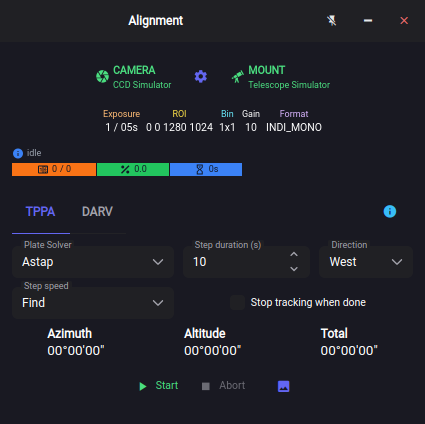 Alignment
CAMERA
CCD Simulator
MOUNT
Telescope Simulator
Exposure ROI Bin Gain Format
1 / 05s 0 0 1280 1024 1x1 10 INDI_MONO
idle
0 / 0 0.0 0s
TPPA DARV
Plate Solver Step duration (s) Direction
Astap 10 West
Step speed
Find Stop tracking when done
Azimuth Altitude Total
00°00'00" 00°00'00" 00°00'00"
Start Abort